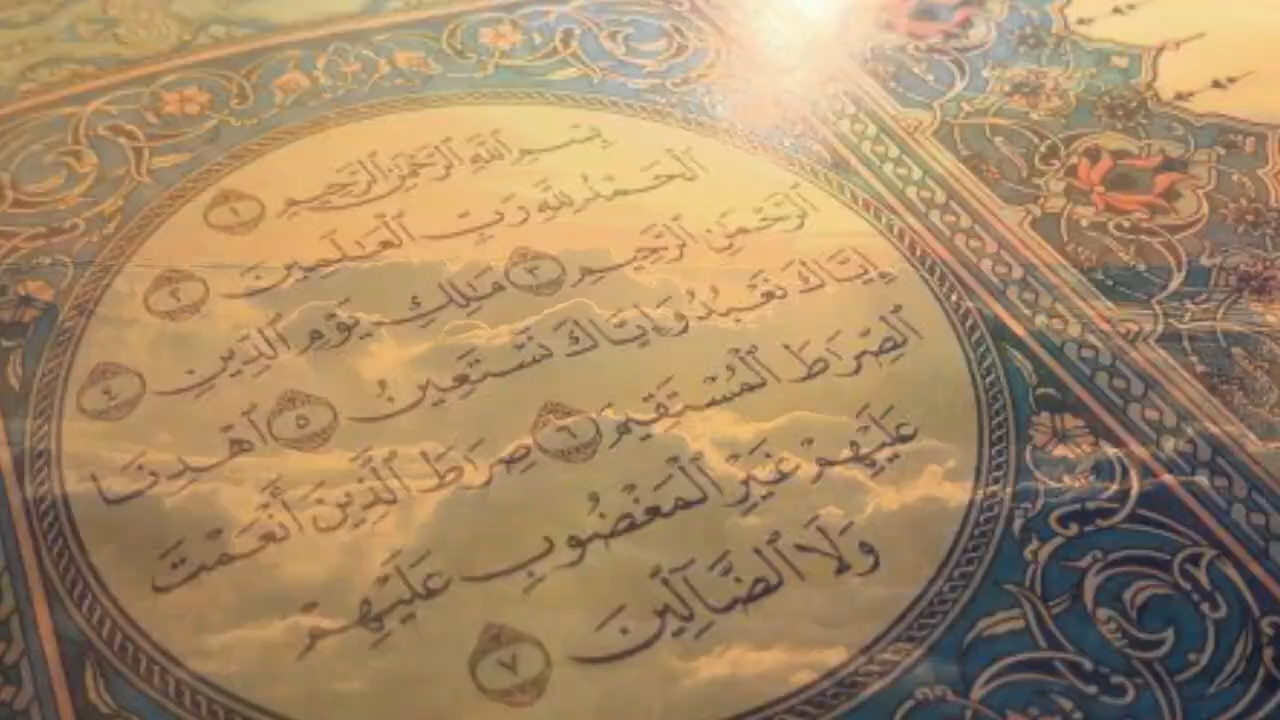 بِسْمِ ٱللَّهِ ٱلرَّحْمَٰنِ ٱلرَّحِيمِ ١
ٱلْحَمْدُ لِلَّهِ رَبِّ ٱلْعَٰلَمِينَ ٢
ٱلرَّحْمَٰنِ ٱلرَّحِيمِ ٣ مَٰلِكِ يَوْمِ ٱلدِّينِ ٤
إِيَّاكَ نَعْبُدُ وَإِيَّاكَ نَسْتَعِينُ ٥ ٱهْدِنَا
ٱلصِّرَٰطَ ٱلْمُسْتَقِيمَ ٦ صِرَٰطَ ٱلَّذِينَ أَنْعَمْتَ
عَلَيْهِمْ غَيْرِ ٱلْمَغْضُوبِ عَلَيْهِمْ
وَلَا ٱلضَّآلِّينَ ٧